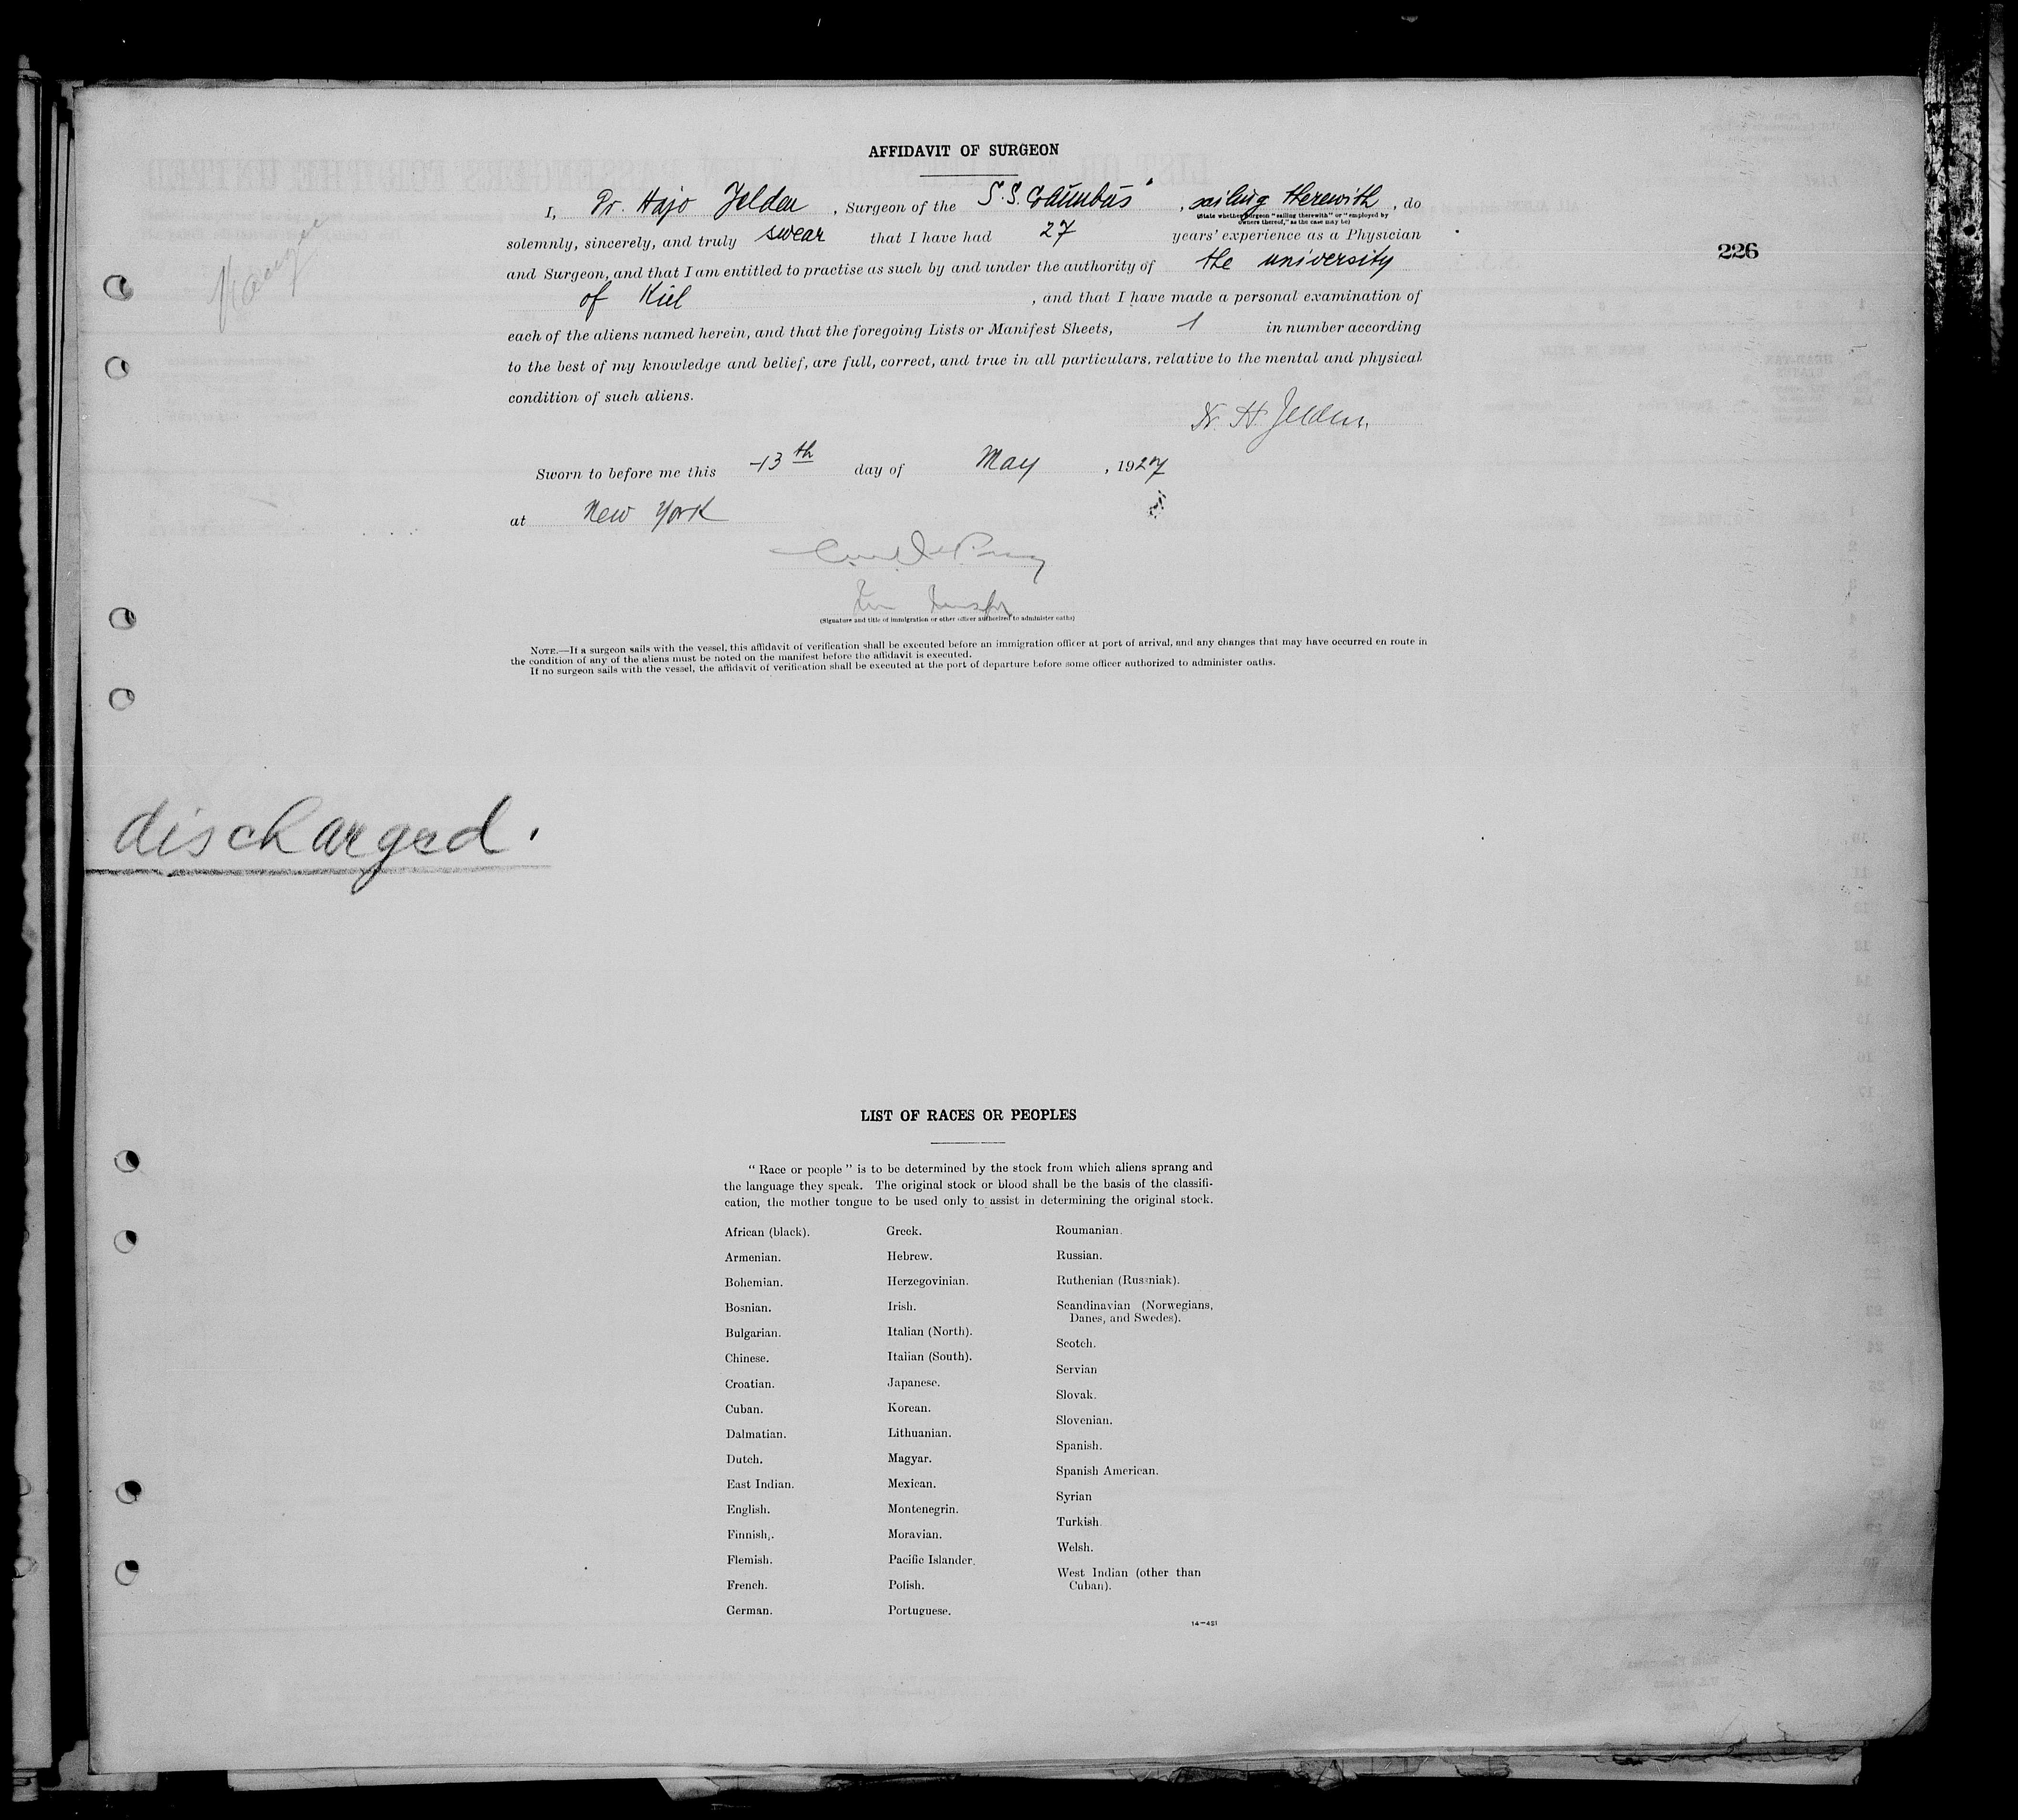 AFFIDAVIT OF SURGEON
I, Dr. Hajo Jelden, Surgeon of the S.S. Columbus", sailing therewith, do
(State whether surgeon "sailing therewith" or "employed by
owners thereof," as the case may be)
solemnly, sincerely, and truly swear that I have had 27 years' experience as a Physician
226
and Surgeon, and that I am entitled to practise as such by and under the authority of the university
of Kiel, and that I have made a personal examination of
each of the aliens named herein, and that the foregoing Lists or Manifest Sheets, 1 in number according
to the best of my knowledge and belief, are full, correct, and true in all particulars, relative to the mental and physical
condition of such aliens.
Dr. H. Jelden.
Sworn to before me this 13th day of May, 1927
at New York
(Signature and title of immigration or other officer authorized to administer oaths)
NOTE.—If a surgeon sails with the vessel, this affidavit of verification shall be executed before an immigration officer at port of arrival, and any changes that may have occurred en route in
the condition of any of the aliens must be noted on the manifest before the affidavit is executed.
If no surgeon sails with the vessel, the affidavit of verification shall be executed at the port of departure before some officer authorized to administer oaths.
discharged.
LIST OF RACES OR PEOPLES
"Race or people" is to be determined by the stock from which aliens sprang and
the language they speak. The original stock or blood shall be the basis of the classifi-
cation, the mother tongue to be used only to assist in determining the original stock.
African (black).
Armenian.
Bohemian.
Bosnian.
Bulgarian.
Chinese.
Croatian.
Cuban.
Dalmatian.
Dutch.
East Indian.
English.
Finnish.
Flemish.
French.
German.
Greek.
Hebrew.
Herzegovinian.
Irish.
Italian (North).
Italian (South).
Japanese.
Korean.
Lithuanian.
Magyar.
Mexican.
Montenegrin.
Moravian.
Pacific Islander.
Polish.
Portuguese.
Roumanian.
Russian.
Ruthenian (Russniak).
Scandinavian (Norwegians,
Danes, and Swedes).
Scotch.
Servian
Slovak.
Slovenian.
Spanish.
Spanish American.
Syrian
Turkish.
Welsh.
West Indian (other than
Cuban).
14—421